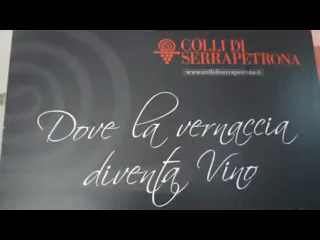 COLLI DI
SERRAPETRONA
www.collidiserrapetrona.it
Dove la vernaccia
diventa Vino